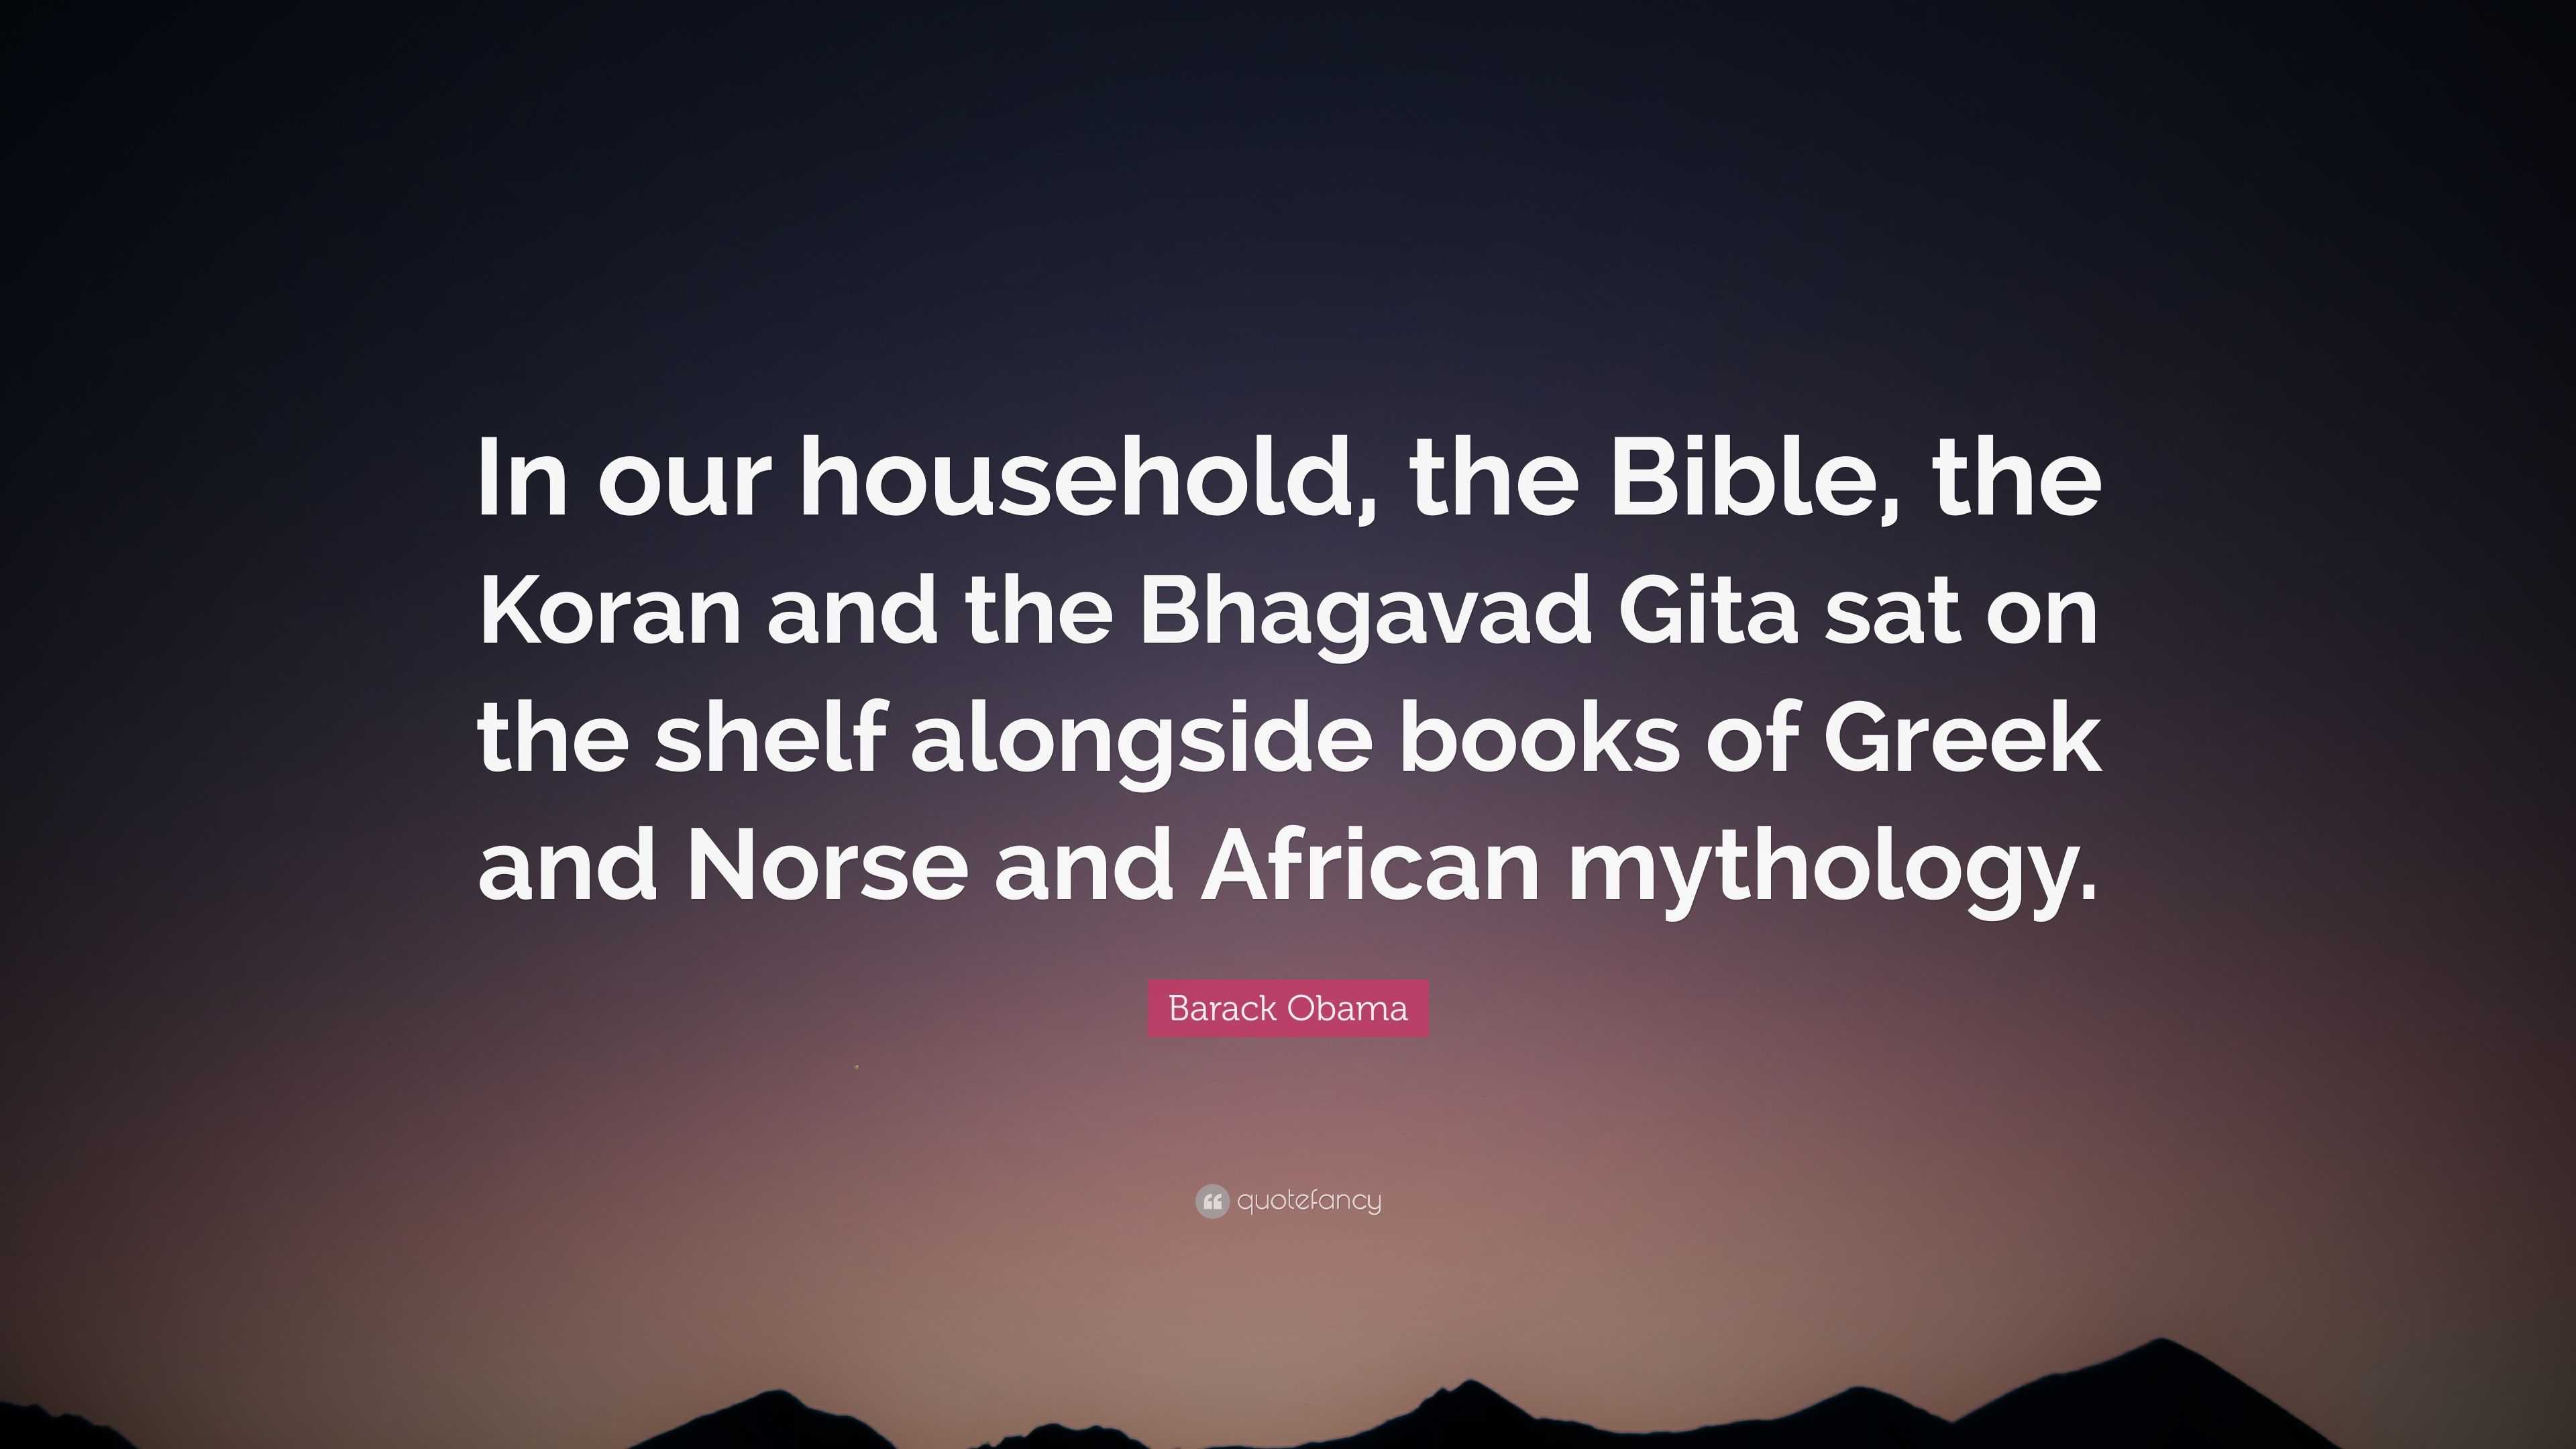 In our household, the Bible, the
Koran and the Bhagavad Gita sat on
the shelf alongside books of Greek
and Norse and African mythology.
Barack Obama
quotefancy